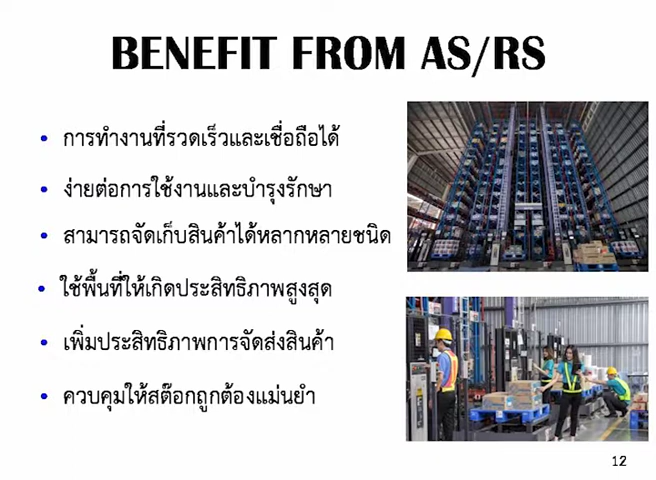 BENEFIT FROM AS/RS
• การทำงานที่รวดเร็วและเชื่อถือได้
• ง่ายต่อการใช้งานและบำรุงรักษา
• สามารถจัดเก็บสินค้าได้หลากหลายชนิด
• ใช้พื้นที่ให้เกิดประสิทธิภาพสูงสุด
• เพิ่มประสิทธิภาพการจัดส่งสินค้า
• ควบคุมให้สต๊อกถูกต้องแม่นยำ
12